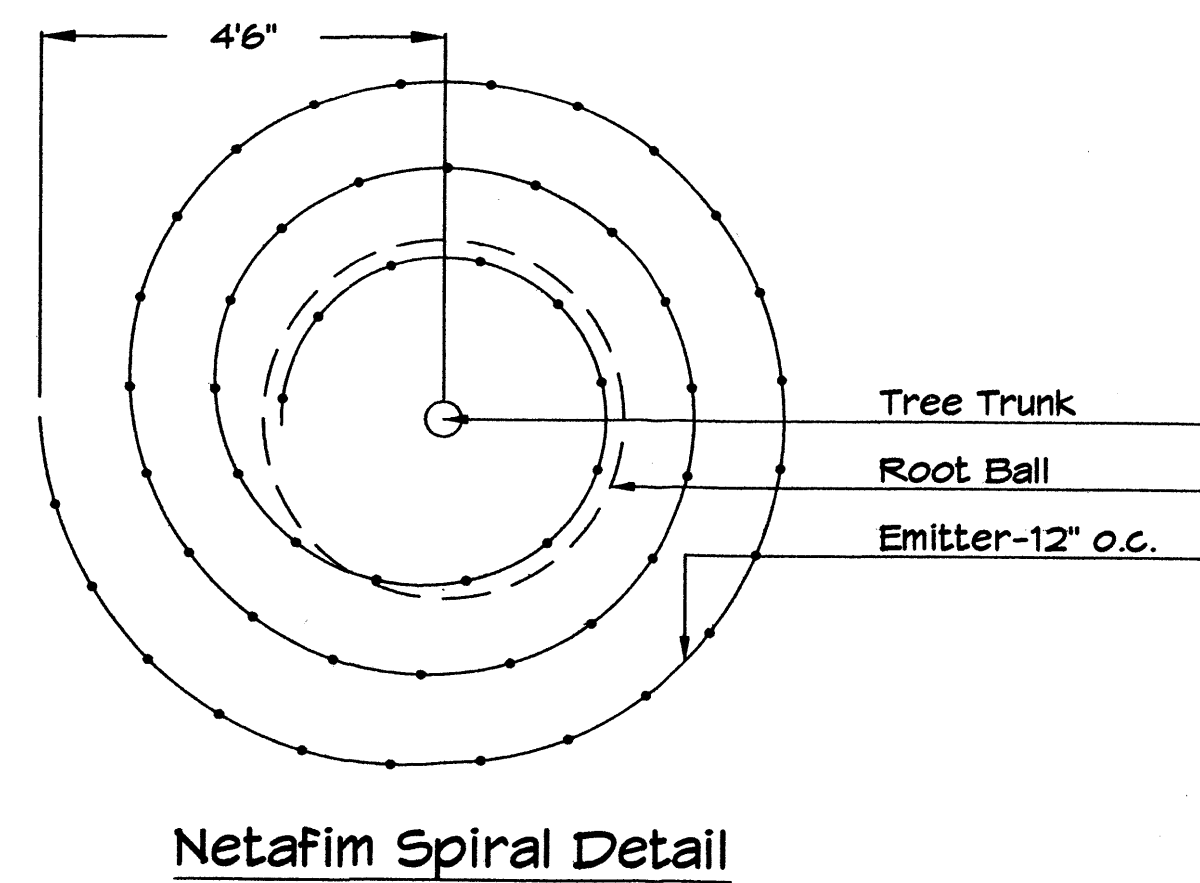 4'6"
Tree Trunk
Root Ball
Emitter-12" o.c.
Netafim Spiral Detail